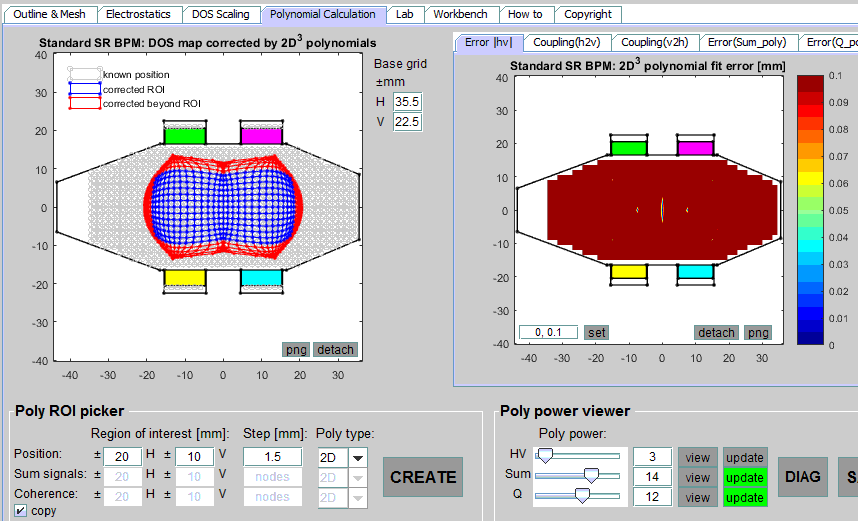 Outline & Mesh Electrostatics DOS Scaling Polynomial Calculation Lab Workbench How to Copyright
Standard SR BPM: DOS map corrected by 2D³ polynomials
known position
corrected ROI
corrected beyond ROI
40
30
20
10
0
-10
-20
-30
-40
-40 -30 -20 -10 0 10 20 30
png detach
Base grid
±mm
H 35.5
V 22.5
Error |hv| Coupling(h2v) Coupling(v2h) Error(Sum_poly) Error(Q_po
Standard SR BPM: 2D³ polynomial fit error [mm]
40
30
20
10
0
-10
-20
-30
-40
-40 -30 -20 -10 0 10 20 30
0, 0.1 set detach png
0.1
0.09
0.08
0.07
0.06
0.05
0.04
0.03
0.02
0.01
0
Poly ROI picker
Region of interest [mm]: Step [mm]: Poly type:
Position: ± 20 H ± 10 V 1.5 2D
Sum signals: ± 20 H ± 10 V nodes 2D
Coherence: ± 20 H ± 10 V nodes 2D
copy
CREATE
Poly power viewer
Poly power:
HV 3 view update
Sum 14 view update
Q 12 view update
DIAG